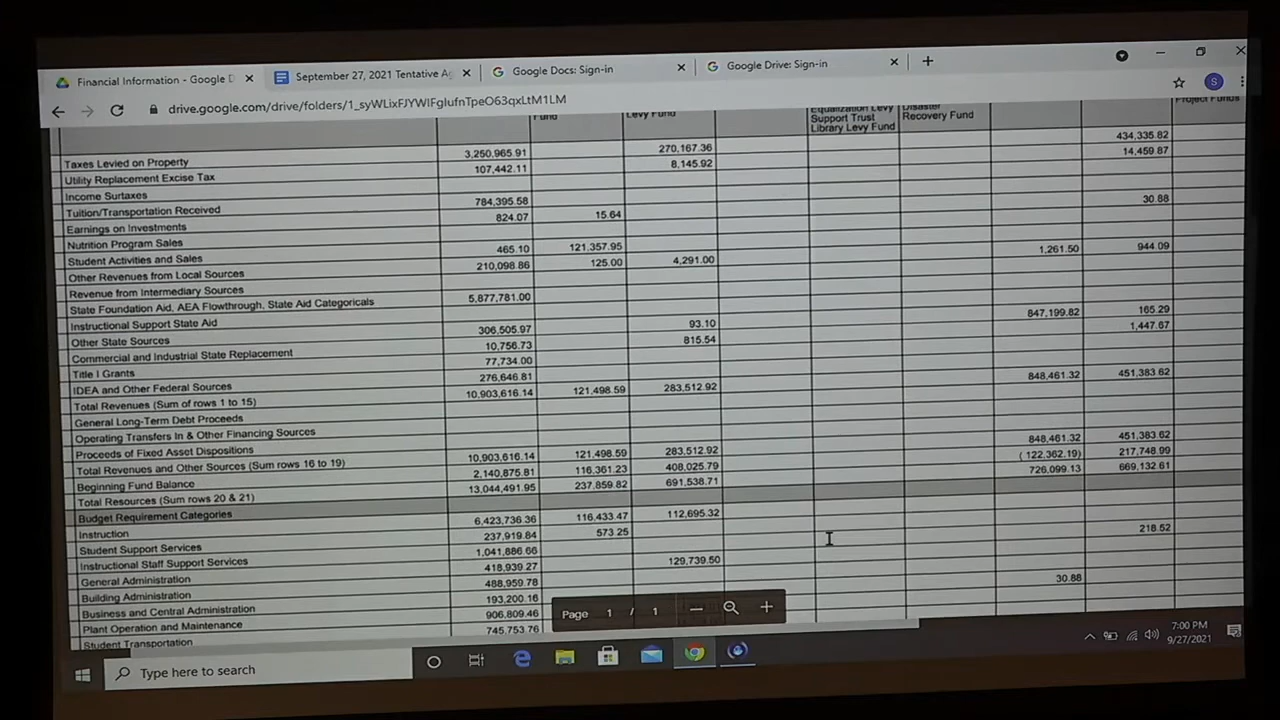 Financial Information - Google D
September 27, 2021 Tentative Ag
Google Docs: Sign-in
Google Drive: Sign-in
drive.google.com/drive/folders/1_syWLixFJYWlFglufnTpeO63qxLtM1LM
S
Fund Levy Fund Equalization Levy Support Trust Library Levy Fund Disaster Recovery Fund Project Funds
Taxes Levied on Property 3,250,965.91 270,167.36 434,335.82
Utility Replacement Excise Tax 107,442.11 8,145.92 14,459.87
Income Surtaxes
Tuition/Transportation Received 784,395.58
Earnings on Investments 824.07 15.64 30.88
Nutrition Program Sales
Student Activities and Sales 465.10 121,357.95
Other Revenues from Local Sources 210,098.86 125.00 4,291.00 1,261.50 944.09
Revenue from Intermediary Sources
State Foundation Aid, AEA Flowthrough, State Aid Categoricals 5,877,781.00
Instructional Support State Aid
Other State Sources 306,505.97 93.10 847,199.82 165.29
Commercial and Industrial State Replacement 10,756.73 815.54 1,447.67
Title I Grants 77,734.00
IDEA and Other Federal Sources 276,646.81
Total Revenues (Sum of rows 1 to 15) 10,903,616.14 121,498.59 283,512.92 848,461.32 451,383.62
General Long-Term Debt Proceeds
Operating Transfers In & Other Financing Sources
Proceeds of Fixed Asset Dispositions
Total Revenues and Other Sources (Sum rows 16 to 19) 10,903,616.14 121,498.59 283,512.92 848,461.32 451,383.62
Beginning Fund Balance 2,140,875.81 116,361.23 408,025.79 ( 122,362.19) 217,748.99
Total Resources (Sum rows 20 & 21) 13,044,491.95 237,859.82 691,538.71 726,099.13 669,132.61
Budget Requirement Categories
Instruction 6,423,736.36 116,433.47 112,695.32
Student Support Services 237,919.84 573.25
Instructional Staff Support Services 1,041,886.66 218.52
General Administration 418,939.27 129,739.50
Building Administration 488,959.78
Business and Central Administration 193,200.16 30.88
Plant Operation and Maintenance 906,809.46
Student Transportation 745,753.76
Page 1 / 1
Type here to search
7:00 PM
9/27/2021